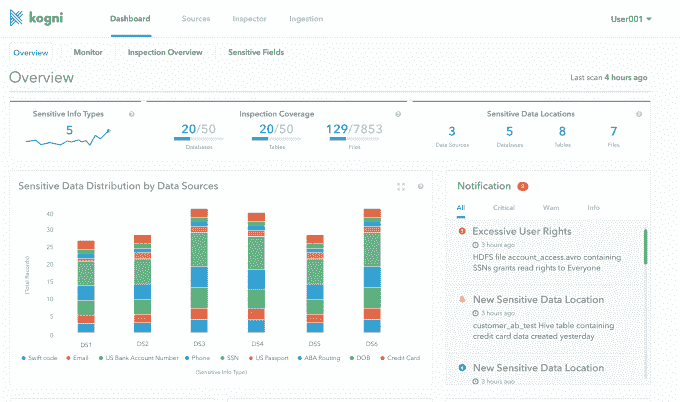 kogni
Dashboard
Sources
Inspector
Ingestion
User001
Overview
Monitor
Inspection Overview
Sensitive Fields
Overview
Last scan 4 hours ago
Sensitive Info Types
5
Inspection Coverage
20/50
Databases
20/50
Tables
129/7853
Files
Sensitive Data Locations
3
Data Sources
5
Databases
8
Tables
7
Files
Sensitive Data Distribution by Data Sources
(Total Records)
40
30
25
20
15
10
5
0
DS1
DS2
DS3
DS4
DS5
DS6
Swift code
Email
US Bank Account Number
Phone
SSN
US Passport
ABA Routing
DOB
Credit Card
(Sensitive Info Type)
Notification
All
Critical
Warn
Info
Excessive User Rights
3 hours ago
HDFS file account_access.avro containing
SSNs grants read rights to Everyone
New Sensitive Data Location
3 hours ago
customer_ab_test Hive table containing
credit card data created yesterday
New Sensitive Data Location
3 hours ago